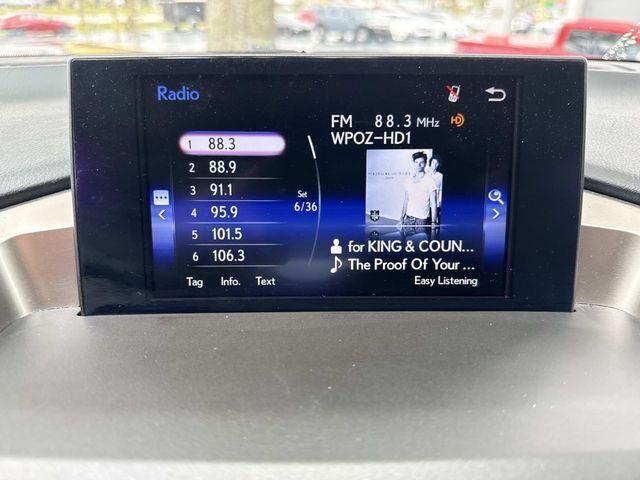 Radio
FM 88.3 MHz HD
WPOZ-HD1
1 88.3
2 88.9
3 91.1
4 95.9
5 101.5
6 106.3
Set
6/36
for KING & COUN...
The Proof Of Your ...
Easy Listening
Tag Info. Text